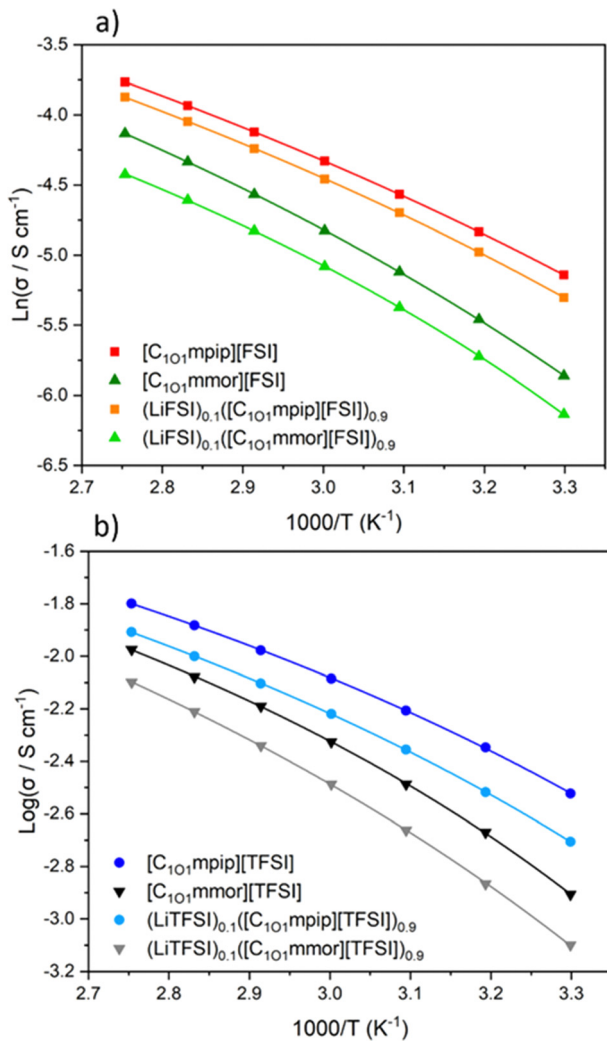 a)
-3.5
-4.0
-4.5
-5.0
-5.5
-6.0
-6.5
Ln(σ / S cm⁻¹)
[C₁O₁mpip][FSI]
[C₁O₁mmor][FSI]
(LiFSI)₀.₁([C₁O₁mpip][FSI])₀.₉
(LiFSI)₀.₁([C₁O₁mmor][FSI])₀.₉
2.7 2.8 2.9 3.0 3.1 3.2 3.3
1000/T (K⁻¹)
b)
-1.6
-1.8
-2.0
-2.2
-2.4
-2.6
-2.8
-3.0
-3.2
Log(σ / S cm⁻¹)
[C₁O₁mpip][TFSI]
[C₁O₁mmor][TFSI]
(LiTFSI)₀.₁([C₁O₁mpip][TFSI])₀.₉
(LiTFSI)₀.₁([C₁O₁mmor][TFSI])₀.₉
2.7 2.8 2.9 3.0 3.1 3.2 3.3
1000/T (K⁻¹)